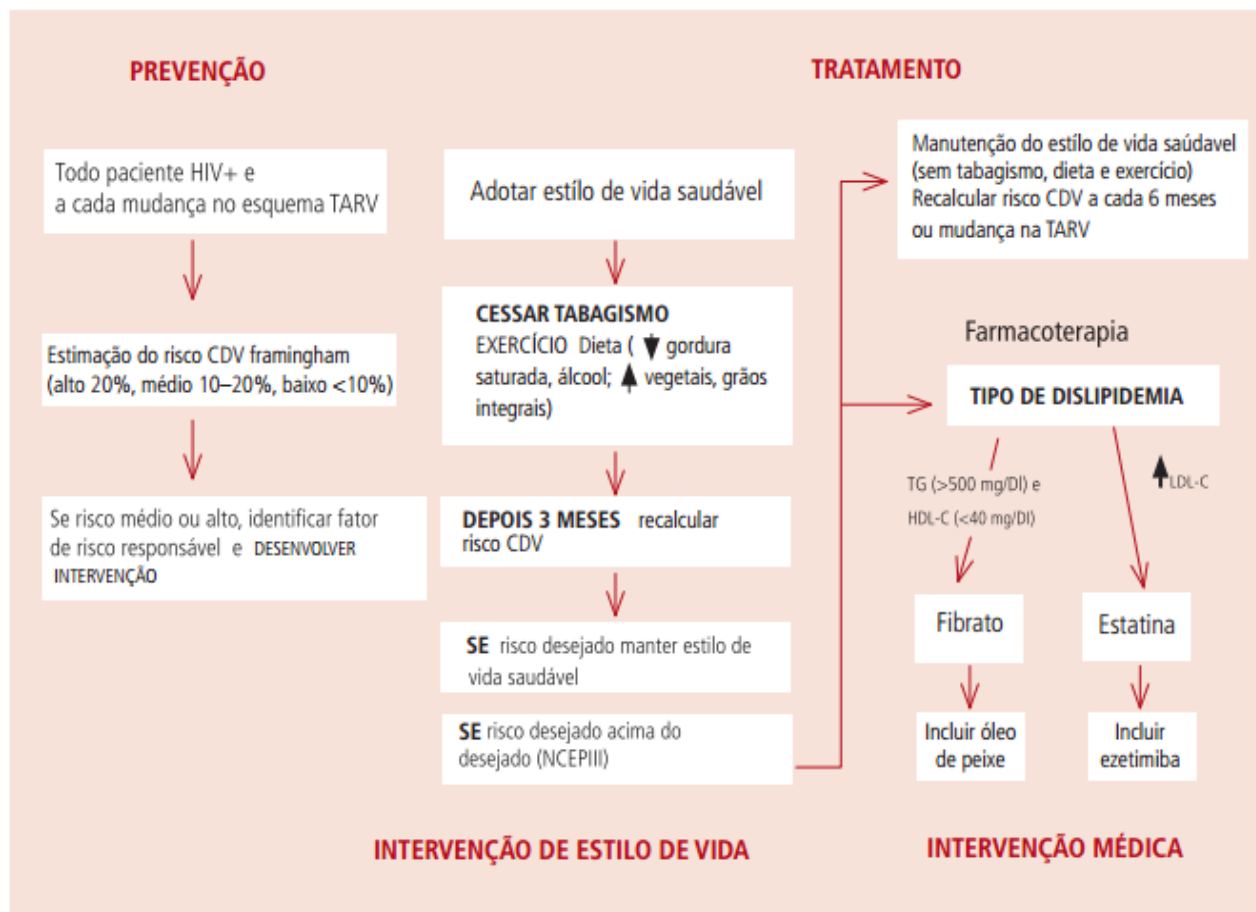 PREVENÇÃO
Todo paciente HIV+ e
a cada mudança no esquema TARV
Estimação do risco CDV framingham
(alto 20%, médio 10–20%, baixo <10%)
Se risco médio ou alto, identificar fator
de risco responsável e DESENVOLVER
INTERVENÇÃO
Adotar estílo de vida saudável
CESSAR TABAGISMO
EXERCÍCIO Dieta ( gordura
saturada, álcool; vegetais, grãos
integrais)
DEPOIS 3 MESES recalcular
risco CDV
SE risco desejado manter estilo de
vida saudável
SE risco desejado acima do
desejado (NCEPIII)
INTERVENÇÃO DE ESTILO DE VIDA
TRATAMENTO
Manutenção do estílo de vida saúdavel
(sem tabagismo, dieta e exercício)
Recalcular risco CDV a cada 6 meses
ou mudança na TARV
Farmacoterapia
TIPO DE DISLIPIDEMIA
TG (>500 mg/Dl) e
HDL-C (<40 mg/Dl)
LDL-C
Fibrato
Estatina
Incluir óleo
de peixe
Incluir
ezetimiba
INTERVENÇÃO MÉDICA